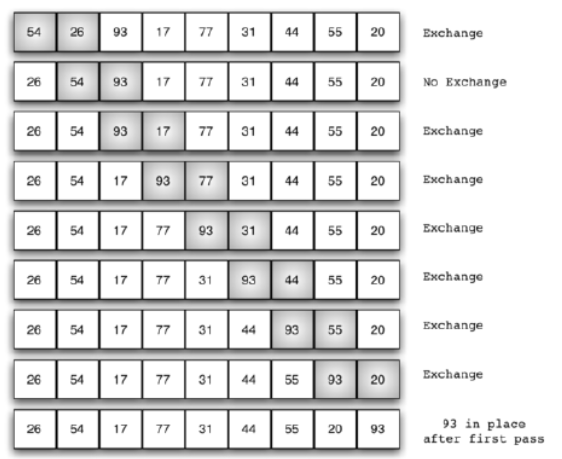 54 26 93 17 77 31 44 55 20 Exchange
26 54 93 17 77 31 44 55 20 No Exchange
26 54 93 17 77 31 44 55 20 Exchange
26 54 17 93 77 31 44 55 20 Exchange
26 54 17 77 93 31 44 55 20 Exchange
26 54 17 77 31 93 44 55 20 Exchange
26 54 17 77 31 44 93 55 20 Exchange
26 54 17 77 31 44 55 93 20 Exchange
26 54 17 77 31 44 55 20 93 93 in place
after first pass